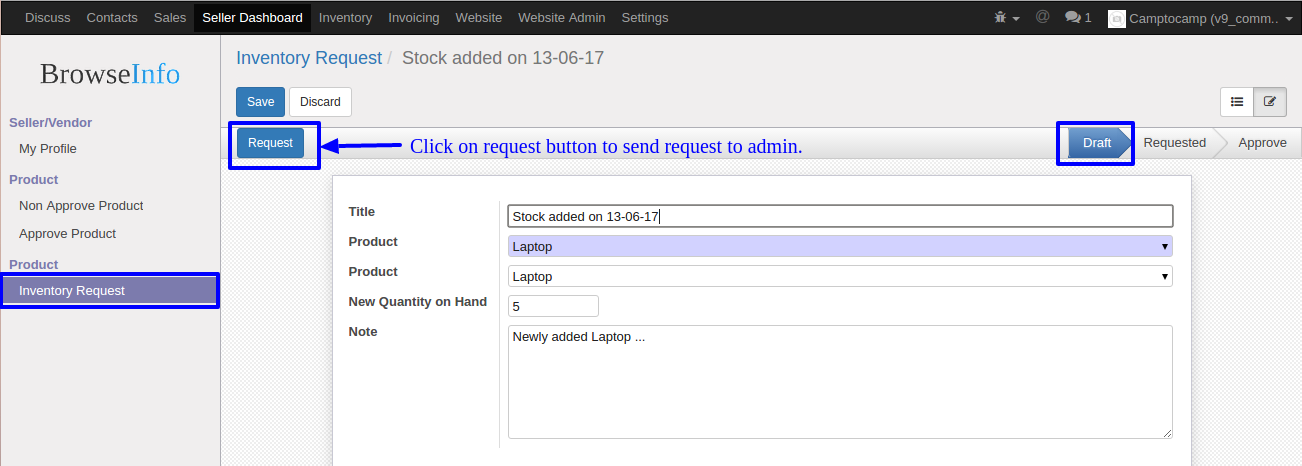 Discuss Contacts Sales Seller Dashboard Inventory Invoicing Website Website Admin Settings @ 1 Camptocamp (v9_comm..
BrowseInfo
Seller/Vendor
My Profile
Product
Non Approve Product
Approve Product
Product
Inventory Request
Inventory Request / Stock added on 13-06-17
Save Discard
Request Click on request button to send request to admin. Draft Requested Approve
Title Stock added on 13-06-17
Product Laptop
Product Laptop
New Quantity on Hand 5
Note Newly added Laptop ...